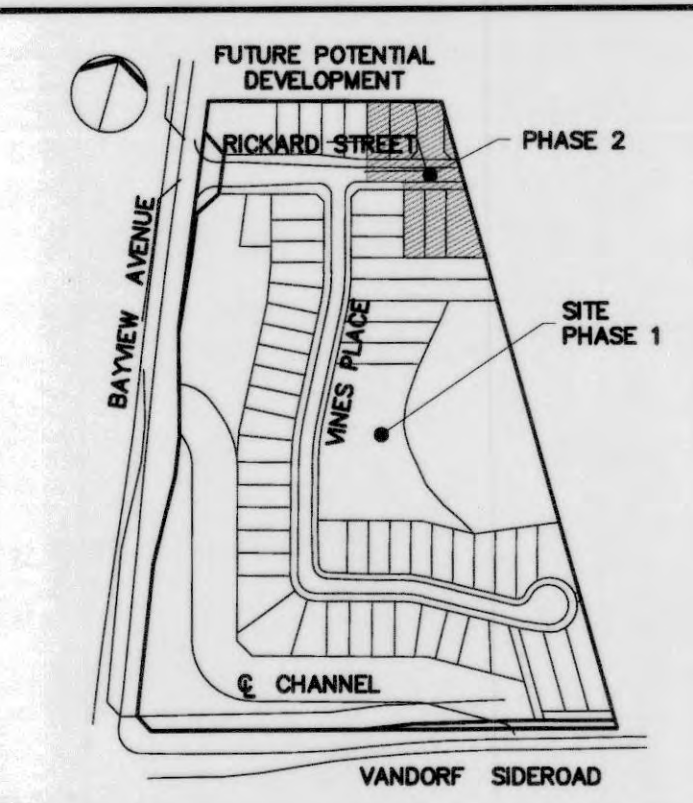 FUTURE POTENTIAL
DEVELOPMENT
RICKARD STREET
PHASE 2
BAYVIEW AVENUE
SITE
PHASE 1
VINES PLACE
℄ CHANNEL
VANDORF SIDEROAD